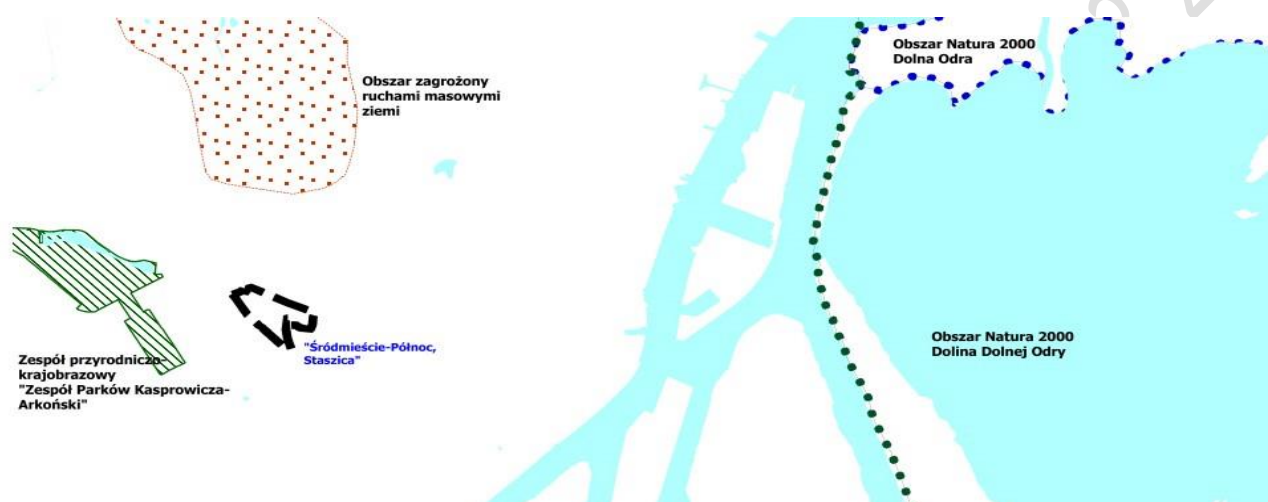 Obszar Natura 2000
Dolna Odra
Obszar zagrożony
ruchami masowymi
ziemi
"Śródmieście-Północ,
Staszica"
Obszar Natura 2000
Dolina Dolnej Odry
Zespół przyrodniczo-
krajobrazowy
"Zespół Parków Kasprowicza-
Arkoński"